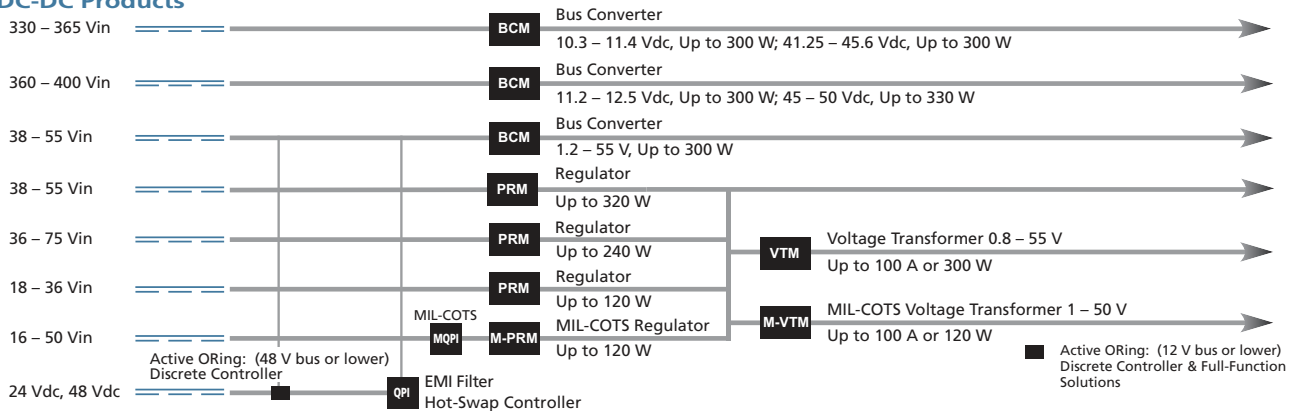 DC-DC Products
330 – 365 Vin
BCM
Bus Converter
10.3 – 11.4 Vdc, Up to 300 W; 41.25 – 45.6 Vdc, Up to 300 W
360 – 400 Vin
BCM
Bus Converter
11.2 – 12.5 Vdc, Up to 300 W; 45 – 50 Vdc, Up to 330 W
38 – 55 Vin
BCM
Bus Converter
1.2 – 55 V, Up to 300 W
38 – 55 Vin
PRM
Regulator
Up to 320 W
36 – 75 Vin
PRM
Regulator
Up to 240 W
VTM
Voltage Transformer 0.8 – 55 V
Up to 100 A or 300 W
18 – 36 Vin
PRM
Regulator
Up to 120 W
16 – 50 Vin
MIL-COTS
MQPI
M-PRM
MIL-COTS Regulator
Up to 120 W
M-VTM
MIL-COTS Voltage Transformer 1 – 50 V
Up to 100 A or 120 W
Active ORing: (48 V bus or lower)
Discrete Controller
Active ORing: (12 V bus or lower)
Discrete Controller & Full-Function
Solutions
24 Vdc, 48 Vdc
QPI
EMI Filter
Hot-Swap Controller